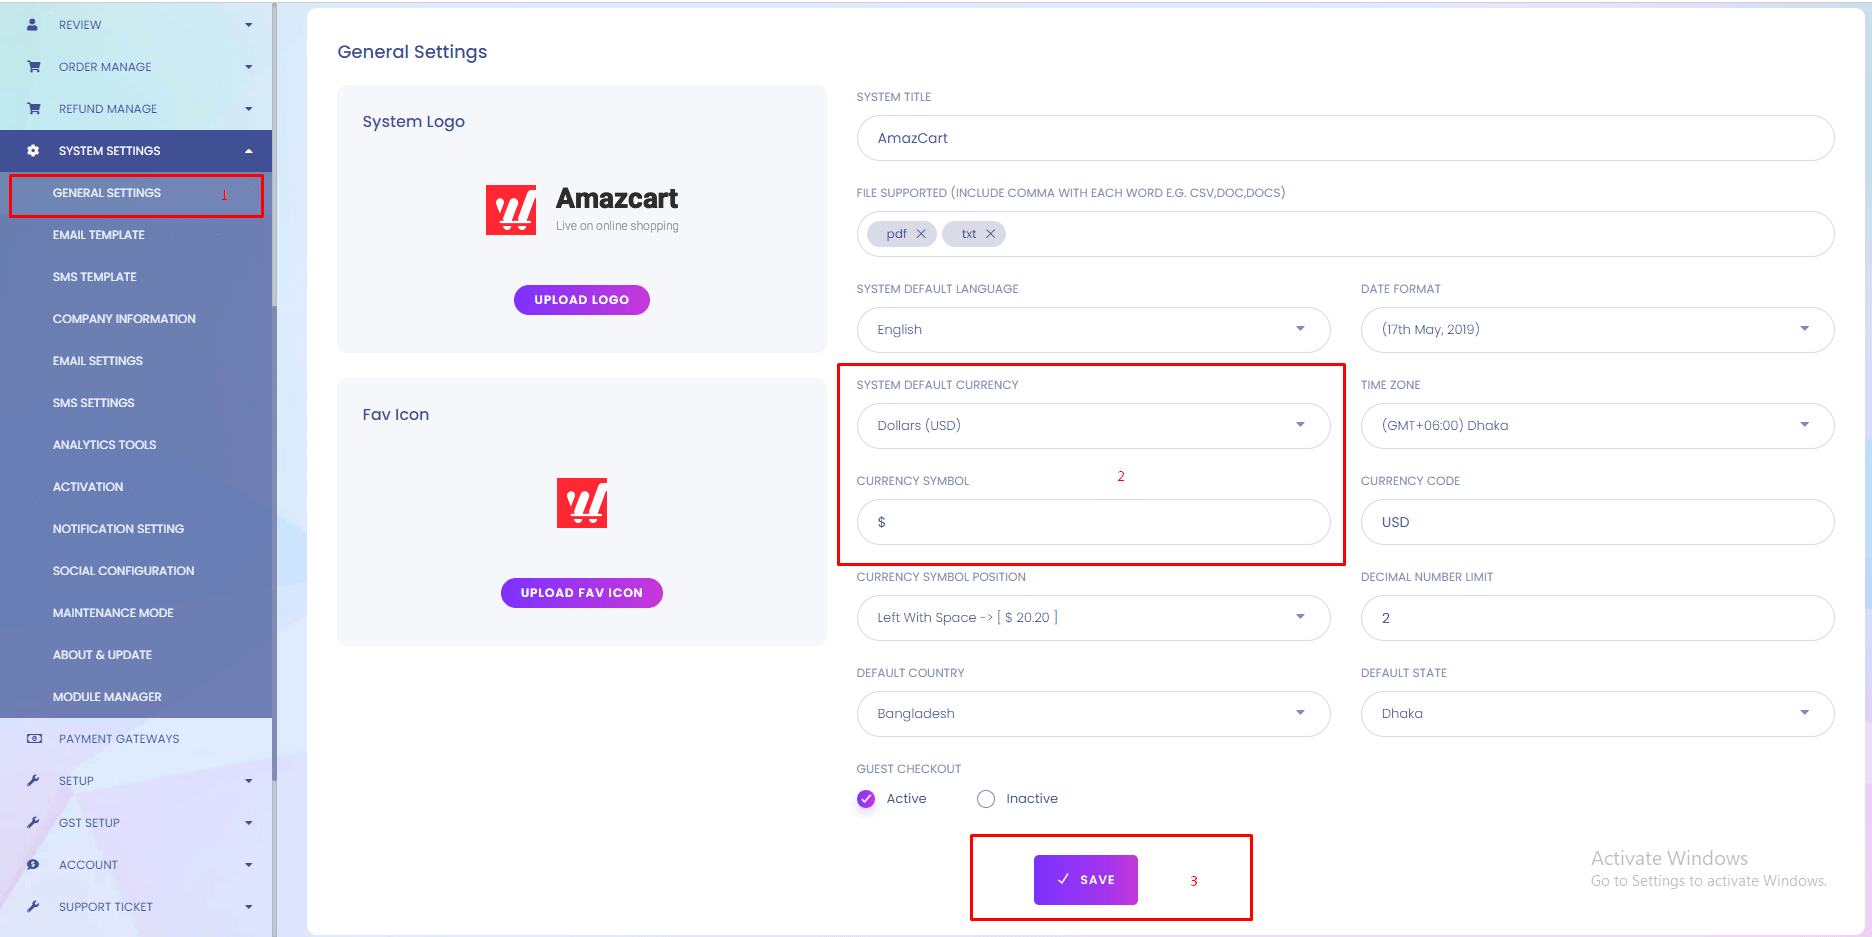 REVIEW
ORDER MANAGE
REFUND MANAGE
SYSTEM SETTINGS
GENERAL SETTINGS 1
EMAIL TEMPLATE
SMS TEMPLATE
COMPANY INFORMATION
EMAIL SETTINGS
SMS SETTINGS
ANALYTICS TOOLS
ACTIVATION
NOTIFICATION SETTING
SOCIAL CONFIGURATION
MAINTENANCE MODE
ABOUT & UPDATE
MODULE MANAGER
PAYMENT GATEWAYS
SETUP
GST SETUP
ACCOUNT
SUPPORT TICKET
General Settings
System Logo
Amazcart
Live on online shopping
UPLOAD LOGO
Fav Icon
UPLOAD FAV ICON
SYSTEM TITLE
AmazCart
FILE SUPPORTED (INCLUDE COMMA WITH EACH WORD E.G. CSV,DOC,DOCS)
pdf × txt ×
SYSTEM DEFAULT LANGUAGE
English
DATE FORMAT
(17th May, 2019)
SYSTEM DEFAULT CURRENCY
Dollars (USD)
TIME ZONE
(GMT+06:00) Dhaka
2
CURRENCY SYMBOL
$
CURRENCY CODE
USD
CURRENCY SYMBOL POSITION
Left With Space -> [ $ 20.20 ]
DECIMAL NUMBER LIMIT
2
DEFAULT COUNTRY
Bangladesh
DEFAULT STATE
Dhaka
GUEST CHECKOUT
Active Inactive
SAVE 3
Activate Windows
Go to Settings to activate Windows.